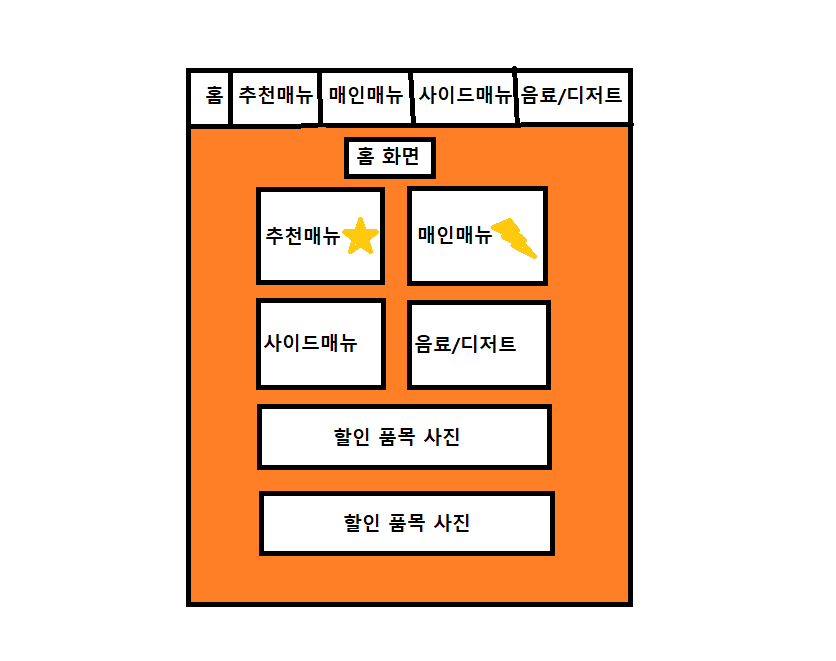 홈 추천매뉴 매인매뉴 사이드매뉴 음료/디저트
홈 화면
추천매뉴 매인매뉴
사이드매뉴 음료/디저트
할인 품목 사진
할인 품목 사진